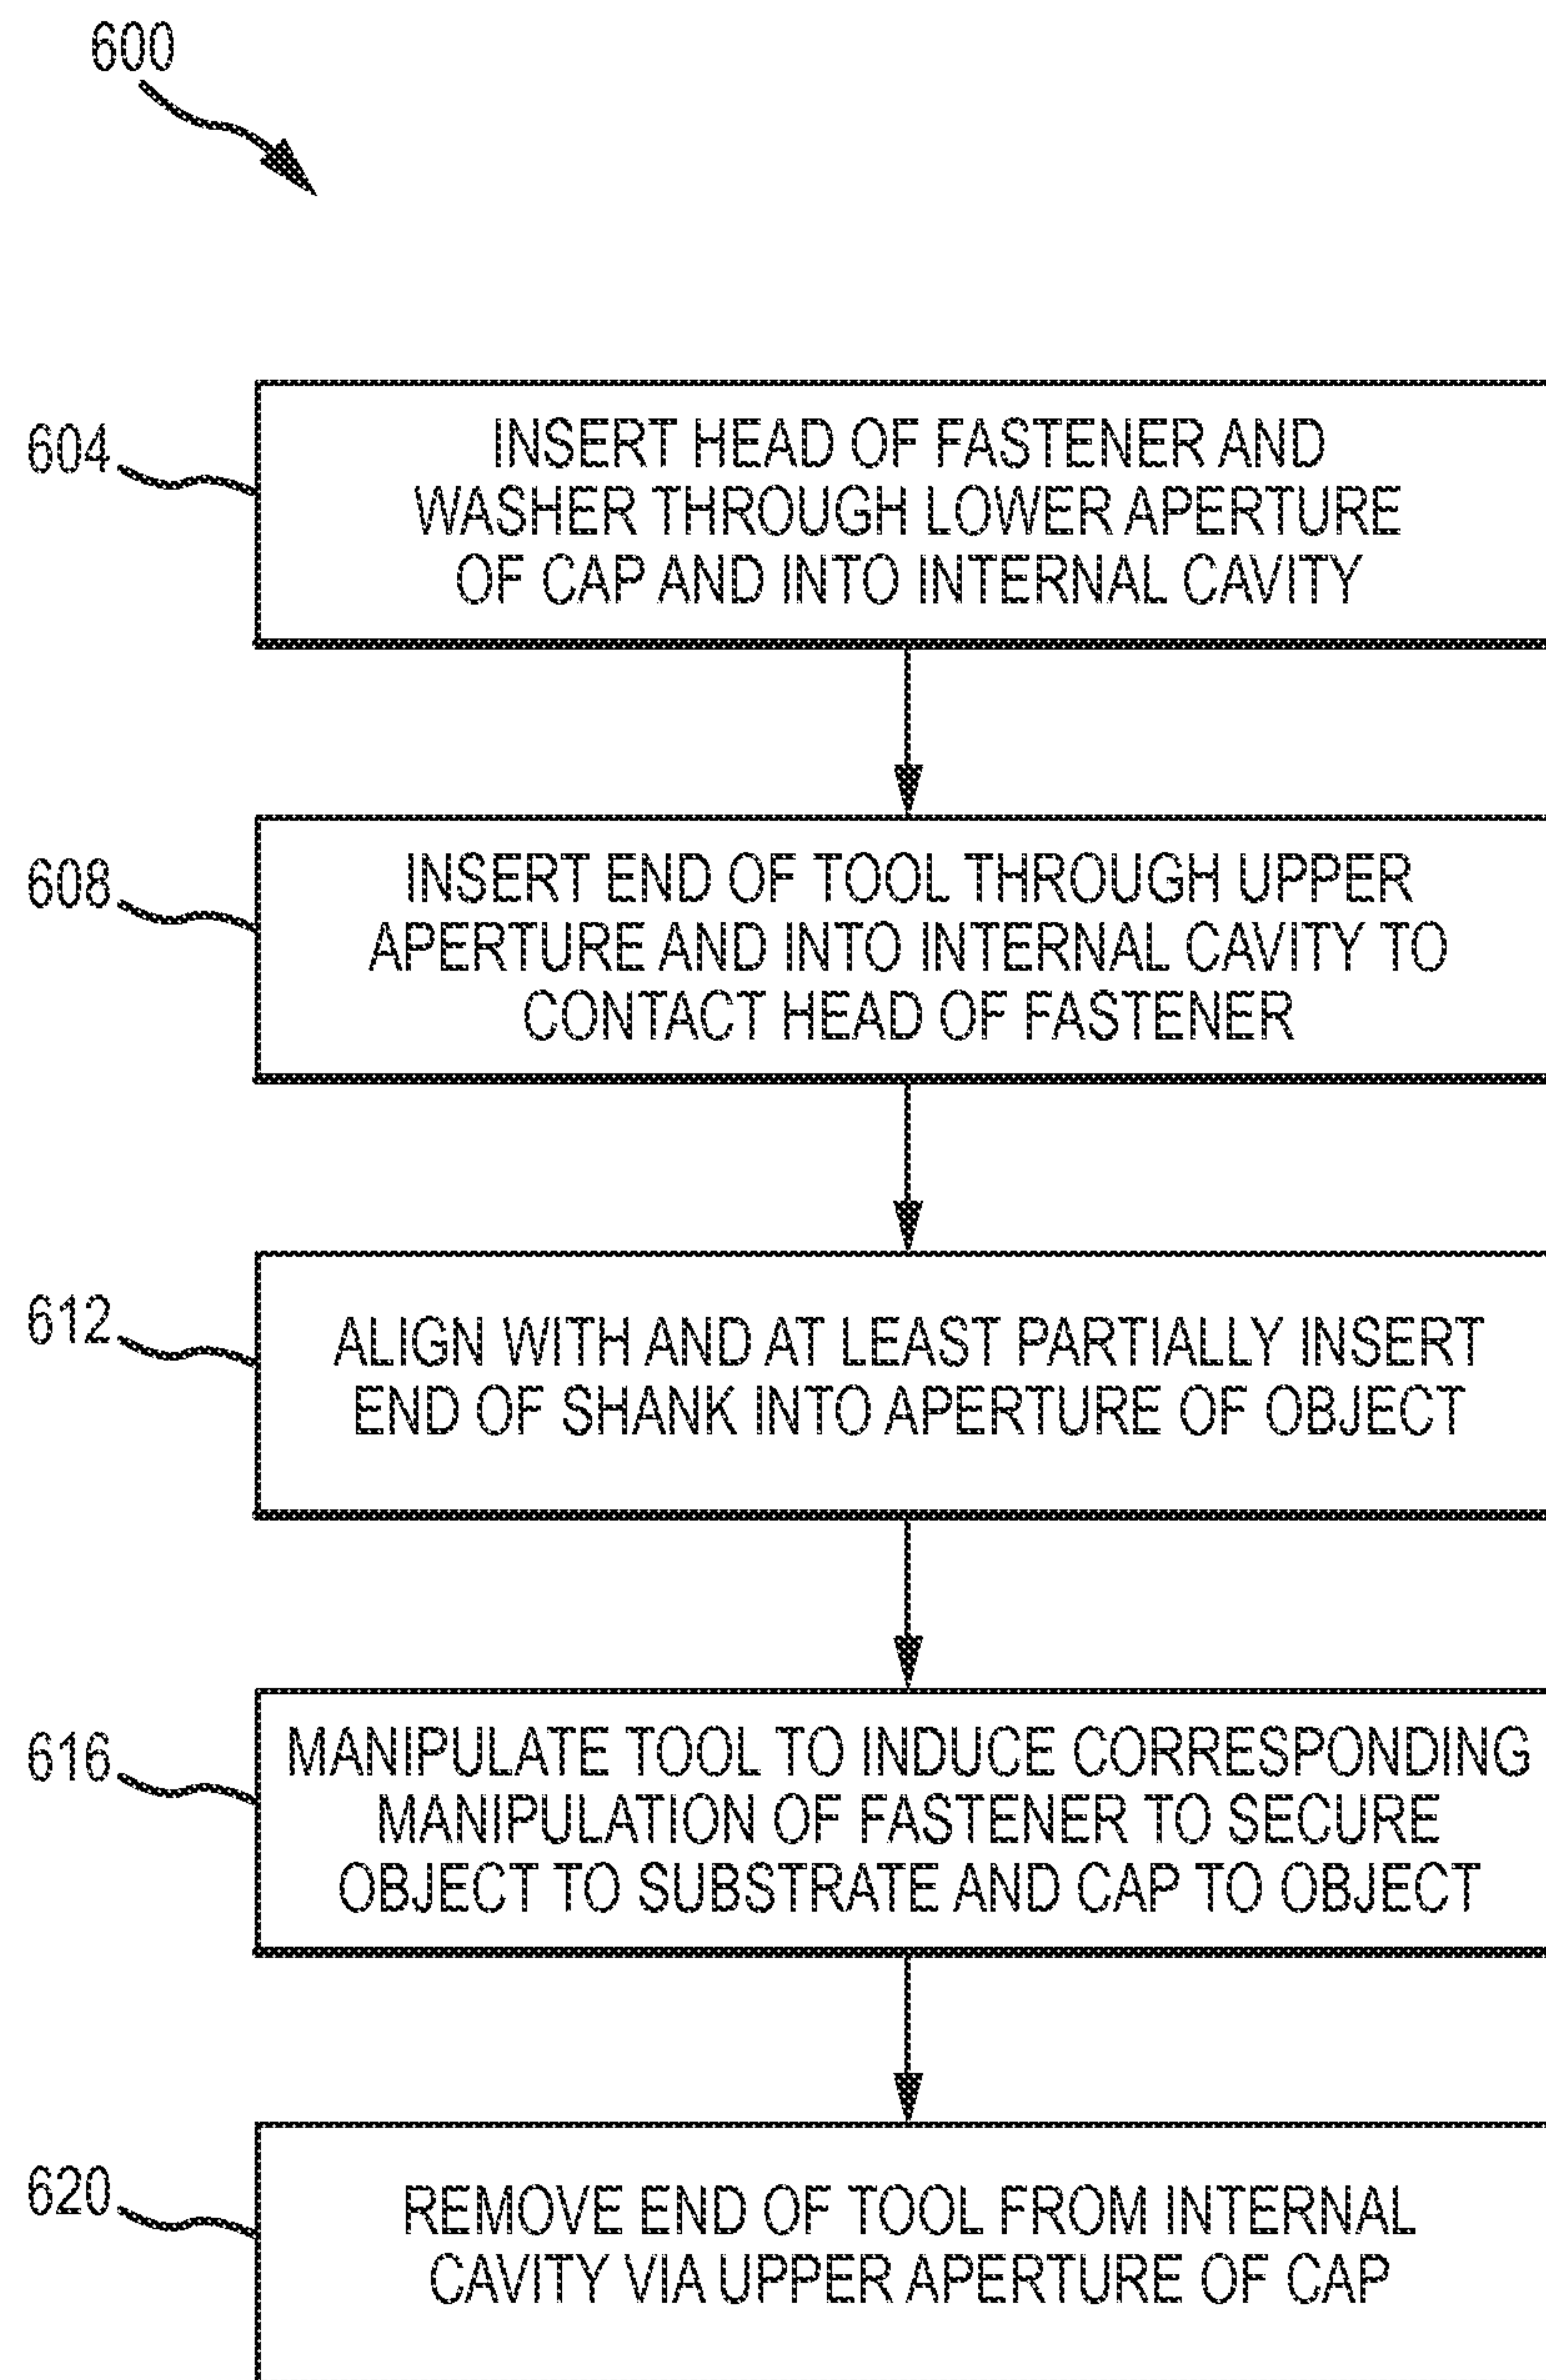 600
604
INSERT HEAD OF FASTENER AND
WASHER THROUGH LOWER APERTURE
OF CAP AND INTO INTERNAL CAVITY
608
INSERT END OF TOOL THROUGH UPPER
APERTURE AND INTO INTERNAL CAVITY TO
CONTACT HEAD OF FASTENER
612
ALIGN WITH AND AT LEAST PARTIALLY INSERT
END OF SHANK INTO APERTURE OF OBJECT
616
MANIPULATE TOOL TO INDUCE CORRESPONDING
MANIPULATION OF FASTENER TO SECURE
OBJECT TO SUBSTRATE AND CAP TO OBJECT
620
REMOVE END OF TOOL FROM INTERNAL
CAVITY VIA UPPER APERTURE OF CAP